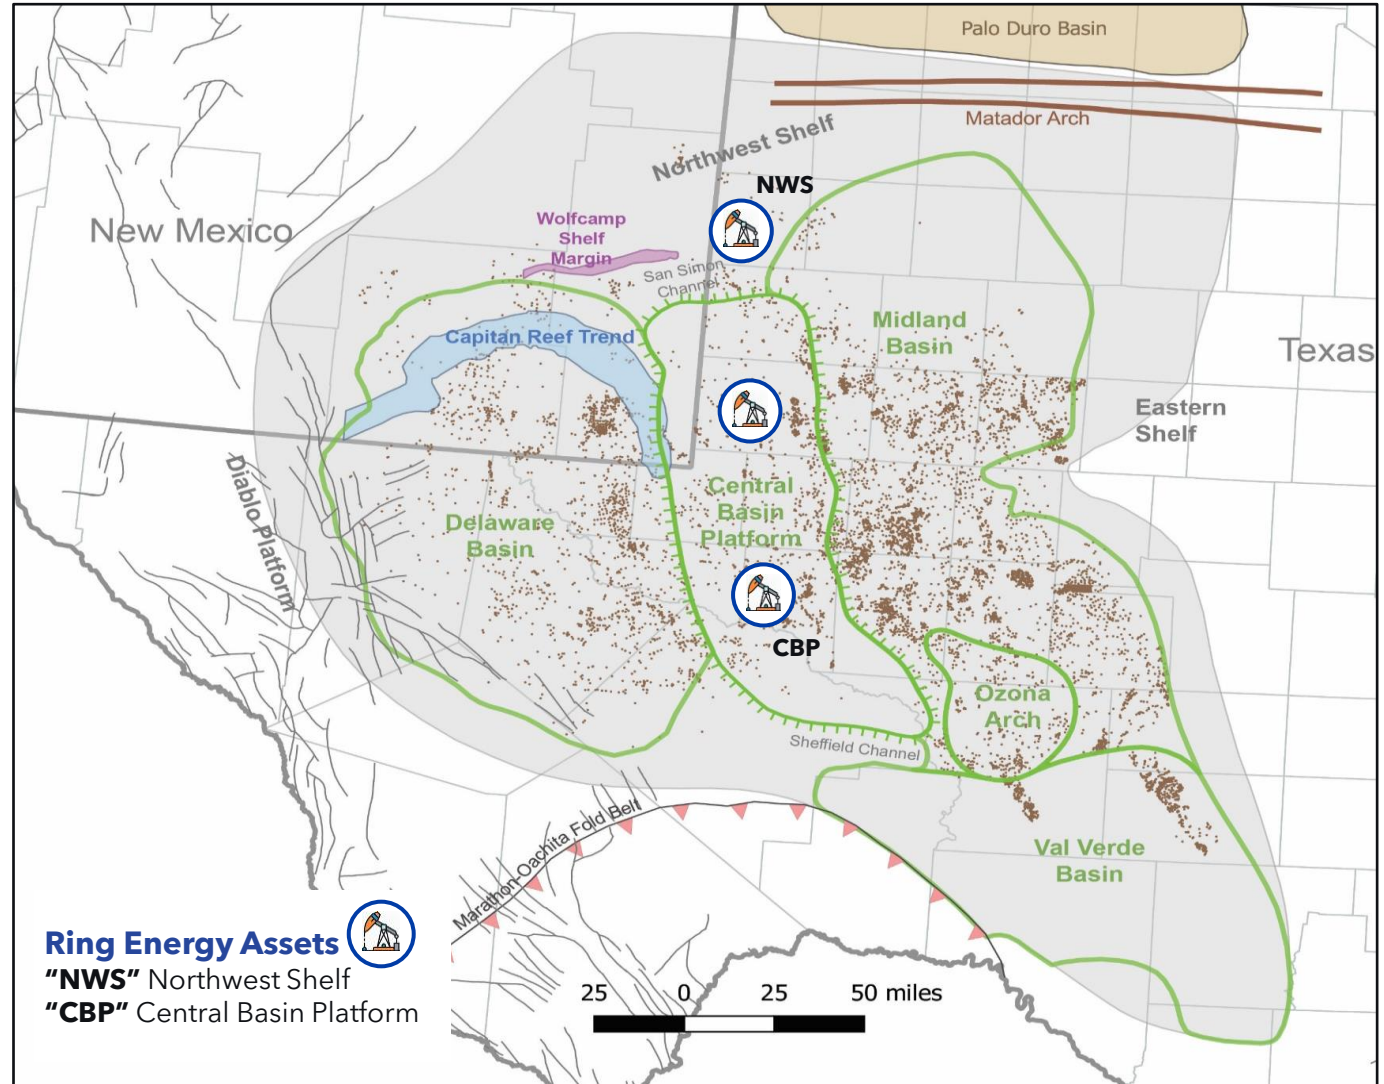 Palo Duro Basin
Matador Arch
Northwest Shelf
NWS
New Mexico
Wolfcamp
Shelf
Margin
San Simon
Channel
Capitan Reef Trend
Midland
Basin
Texas
Eastern
Shelf
Diablo Platform
Delaware
Basin
Central
Basin
Platform
CBP
Ozona
Arch
Sheffield Channel
Marathon-Oachita Fold Belt
Val Verde
Basin
Ring Energy Assets
“NWS” Northwest Shelf
“CBP” Central Basin Platform
25 0 25 50 miles